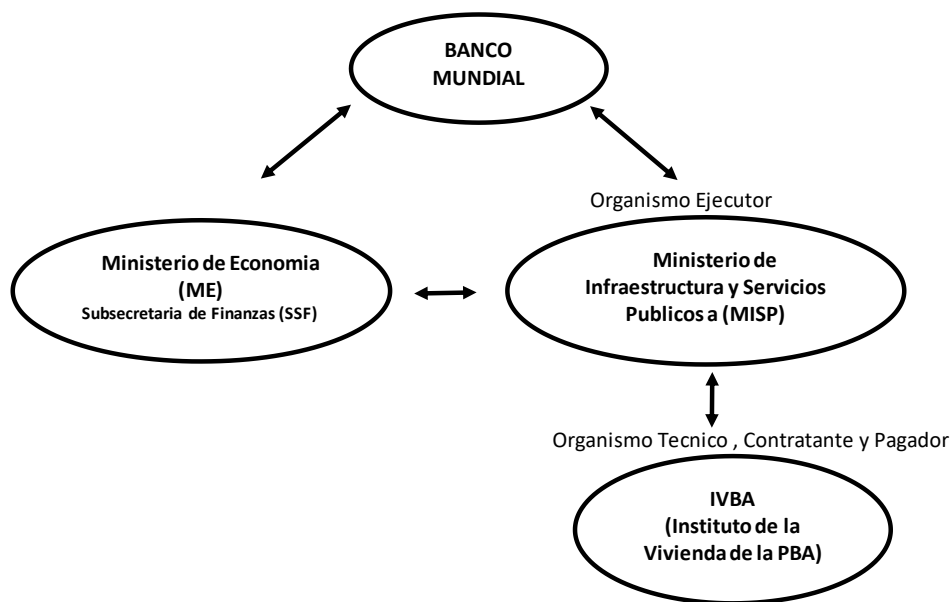 BANCO
MUNDIAL
Organismo Ejecutor
Ministerio de Economia
(ME)
Subsecretaria de Finanzas (SSF)
Ministerio de
Infraestructura y Servicios
Publicos a (MISP)
Organismo Tecnico , Contratante y Pagador
IVBA
(Instituto de la
Vivienda de la PBA)